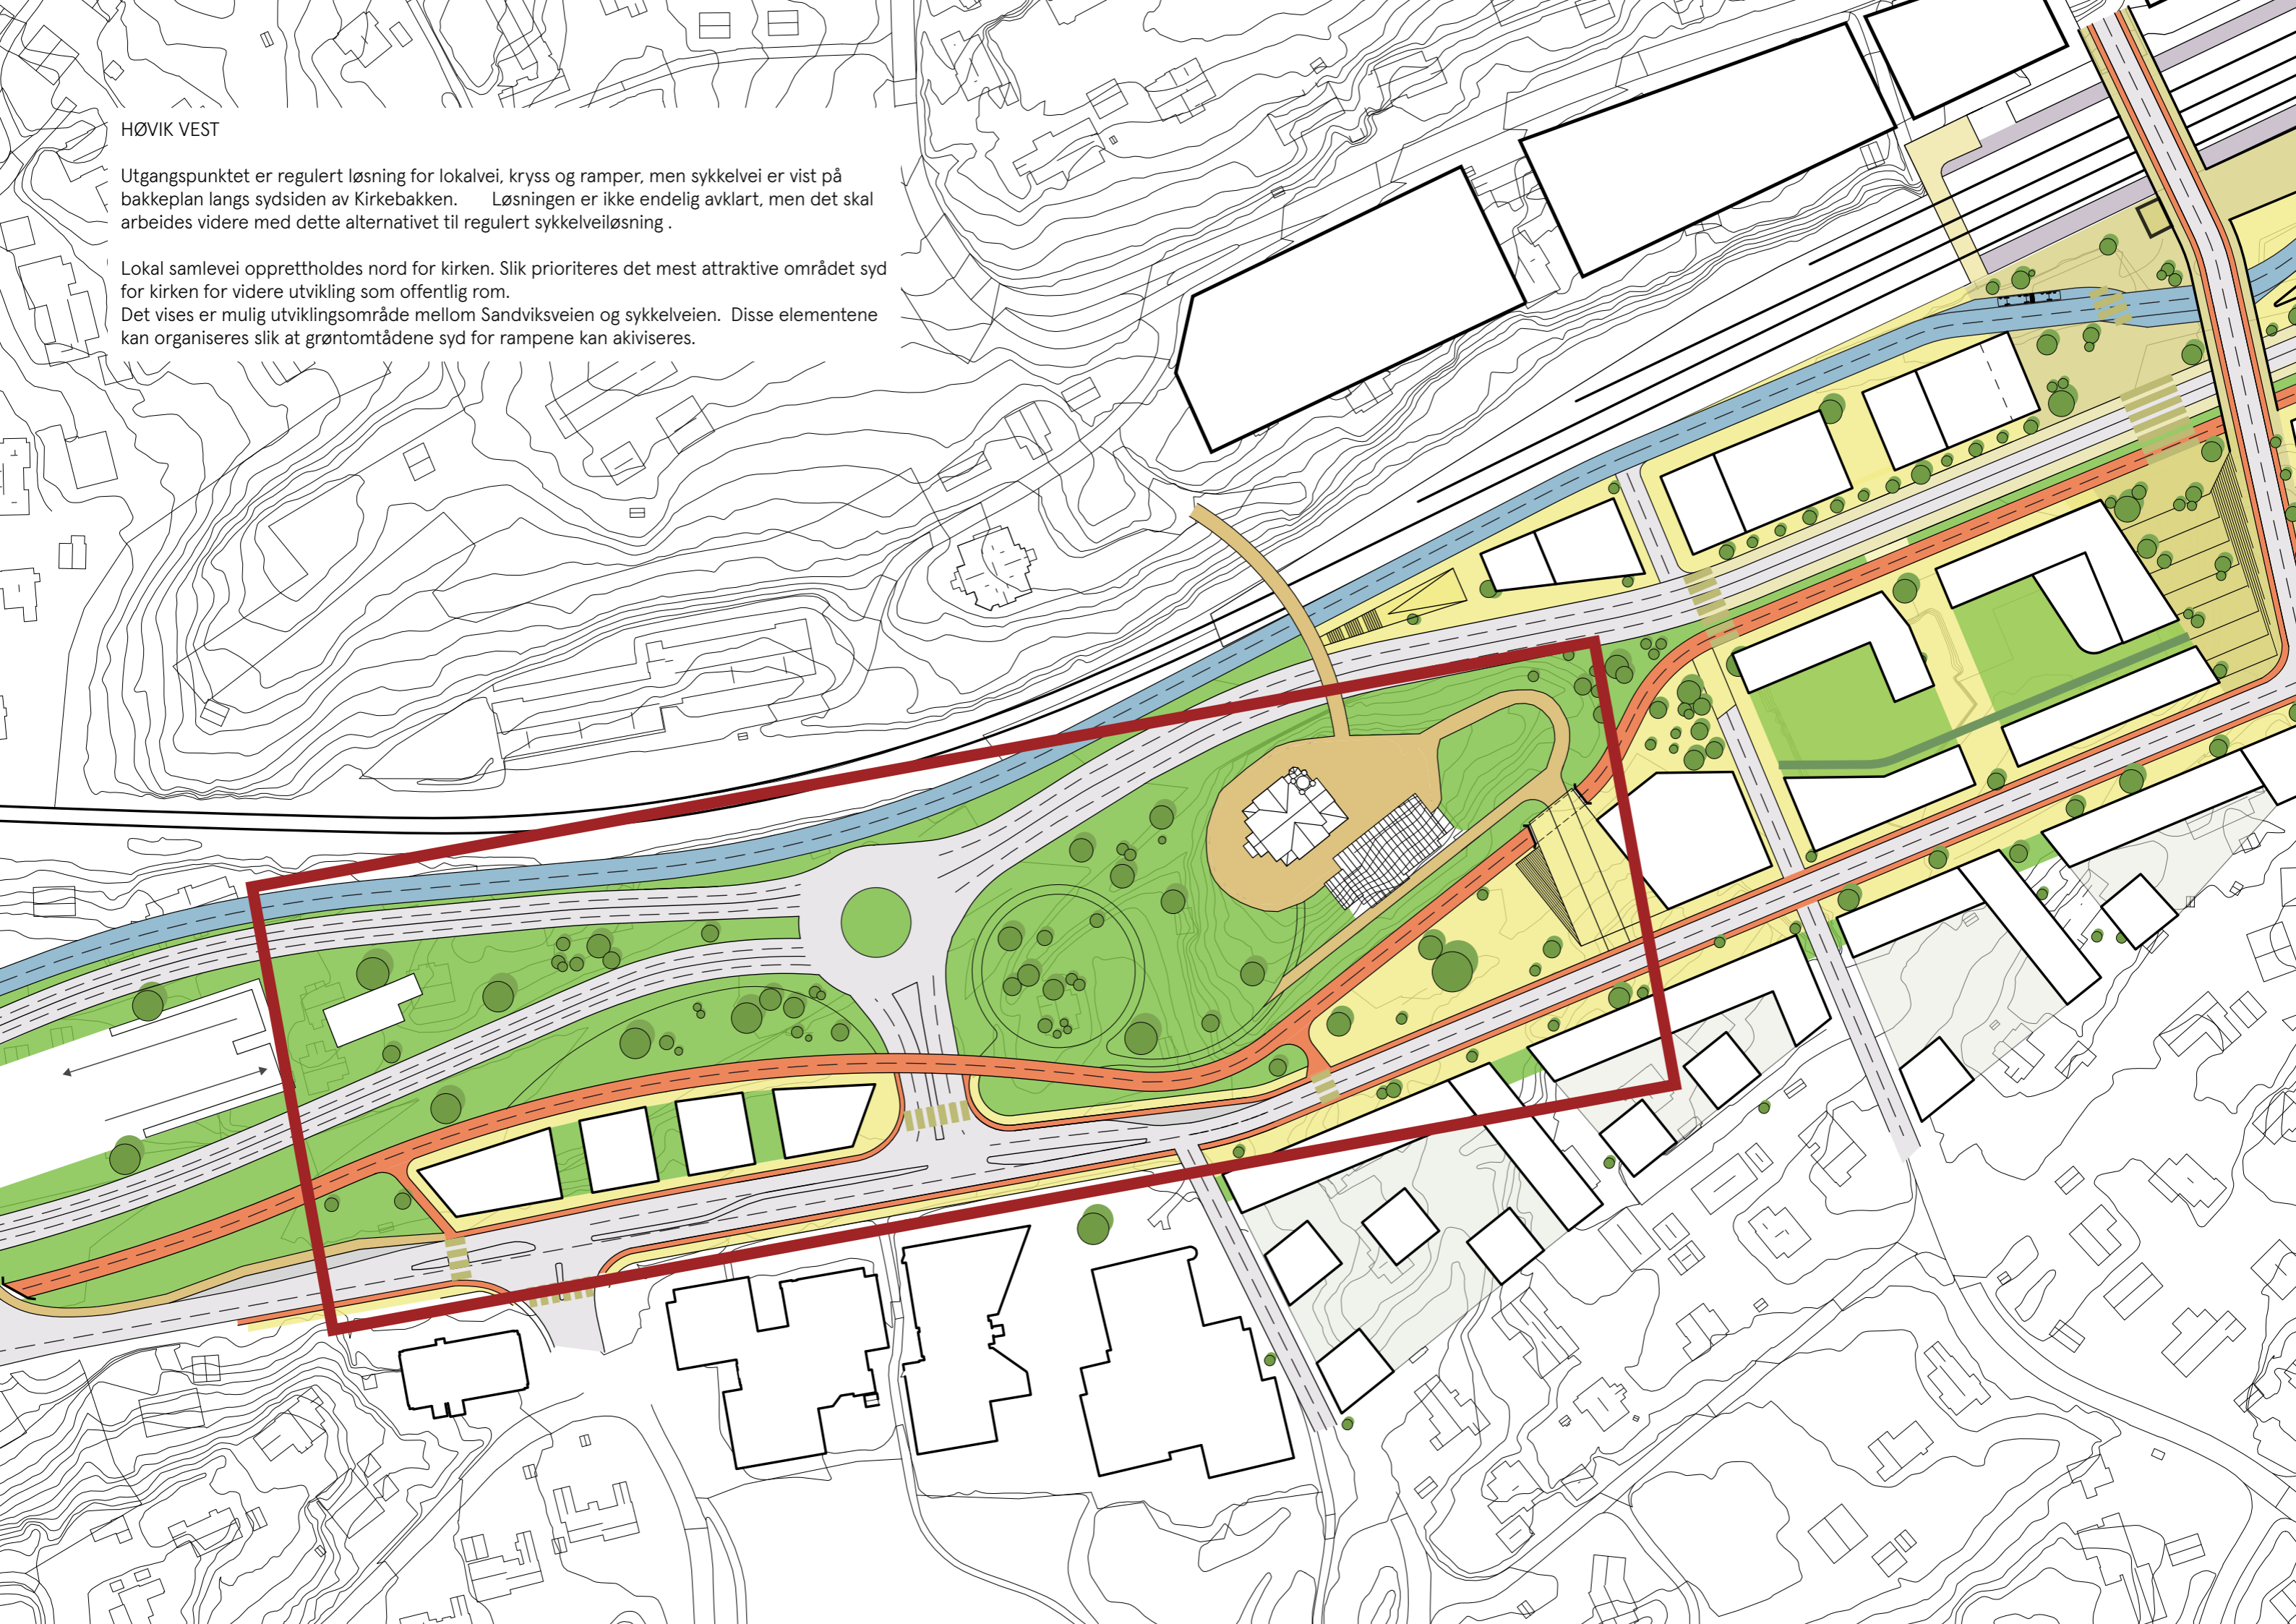 HØVIK VEST
Utgangspunktet er regulert løsning for lokalvei, kryss og ramper, men sykkelvei er vist på
bakkeplan langs sydsiden av Kirkebakken. Løsningen er ikke endelig avklart, men det skal
arbeides videre med dette alternativet til regulert sykkelveiløsning .
Lokal samlevei opprettholdes nord for kirken. Slik prioriteres det mest attraktive området syd
for kirken for videre utvikling som offentlig rom.
Det vises er mulig utviklingsområde mellom Sandviksveien og sykkelveien. Disse elementene
kan organiseres slik at grøntomtådene syd for rampene kan akiviseres.